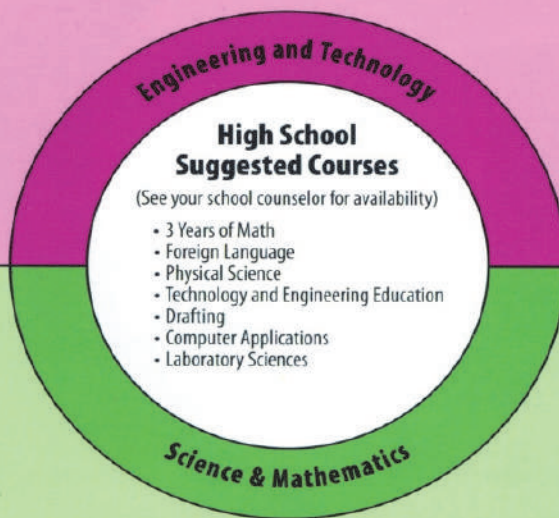 Engineering and Technology
High School
Suggested Courses
(See your school counselor for availability)
• 3 Years of Math
• Foreign Language
• Physical Science
• Technology and Engineering Education
• Drafting
• Computer Applications
• Laboratory Sciences
Science & Mathematics